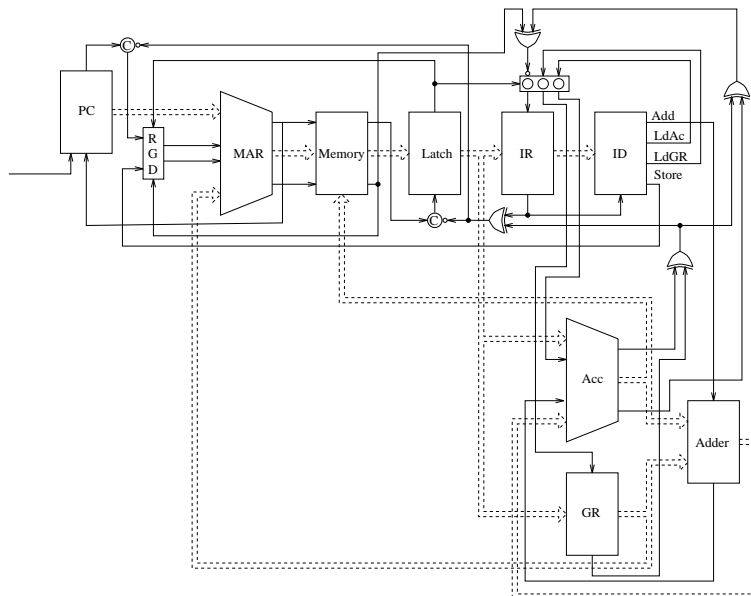 C
PC
R
G
D
MAR
Memory
Latch
IR
ID
Add
LdAc
LdGR
Store
C
Acc
Adder
GR